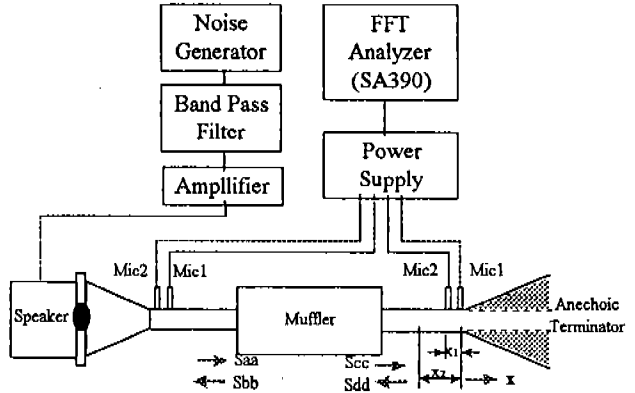 Noise
Generator
FFT
Analyzer
(SA390)
Band Pass
Filter
Power
Supply
Ampllifier
Mic2
Mic1
Mic2
Mic1
Speaker
Muffler
Anechoic
Terminator
Saa
Scc
x1
Sbb
Sdd
x2
x